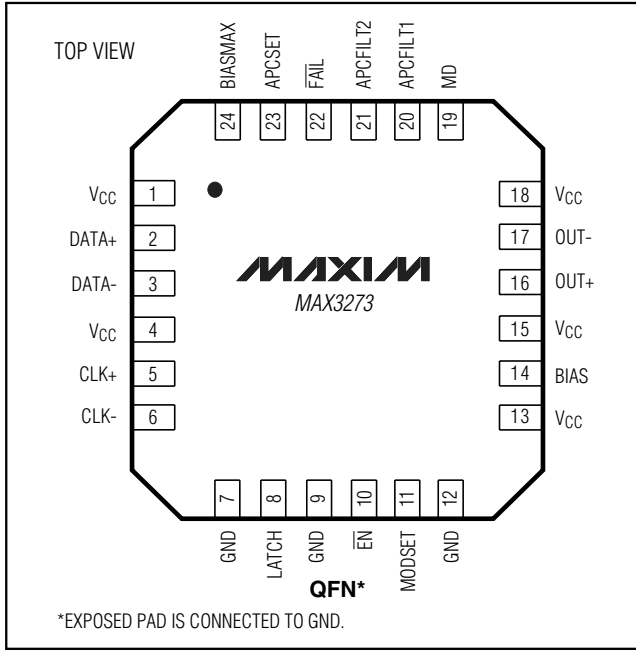 TOP VIEW
BIASMAX
APCSET
F̅A̅I̅L̅
APCFILT2
APCFILT1
MD
24
23
22
21
20
19
VCC 1
DATA+ 2
DATA- 3
VCC 4
CLK+ 5
CLK- 6
18 VCC
17 OUT-
16 OUT+
15 VCC
14 BIAS
13 VCC
MAXIM
MAX3273
7
8
9
10
11
12
GND
LATCH
GND
E̅N̅
MODSET
GND
QFN*
*EXPOSED PAD IS CONNECTED TO GND.